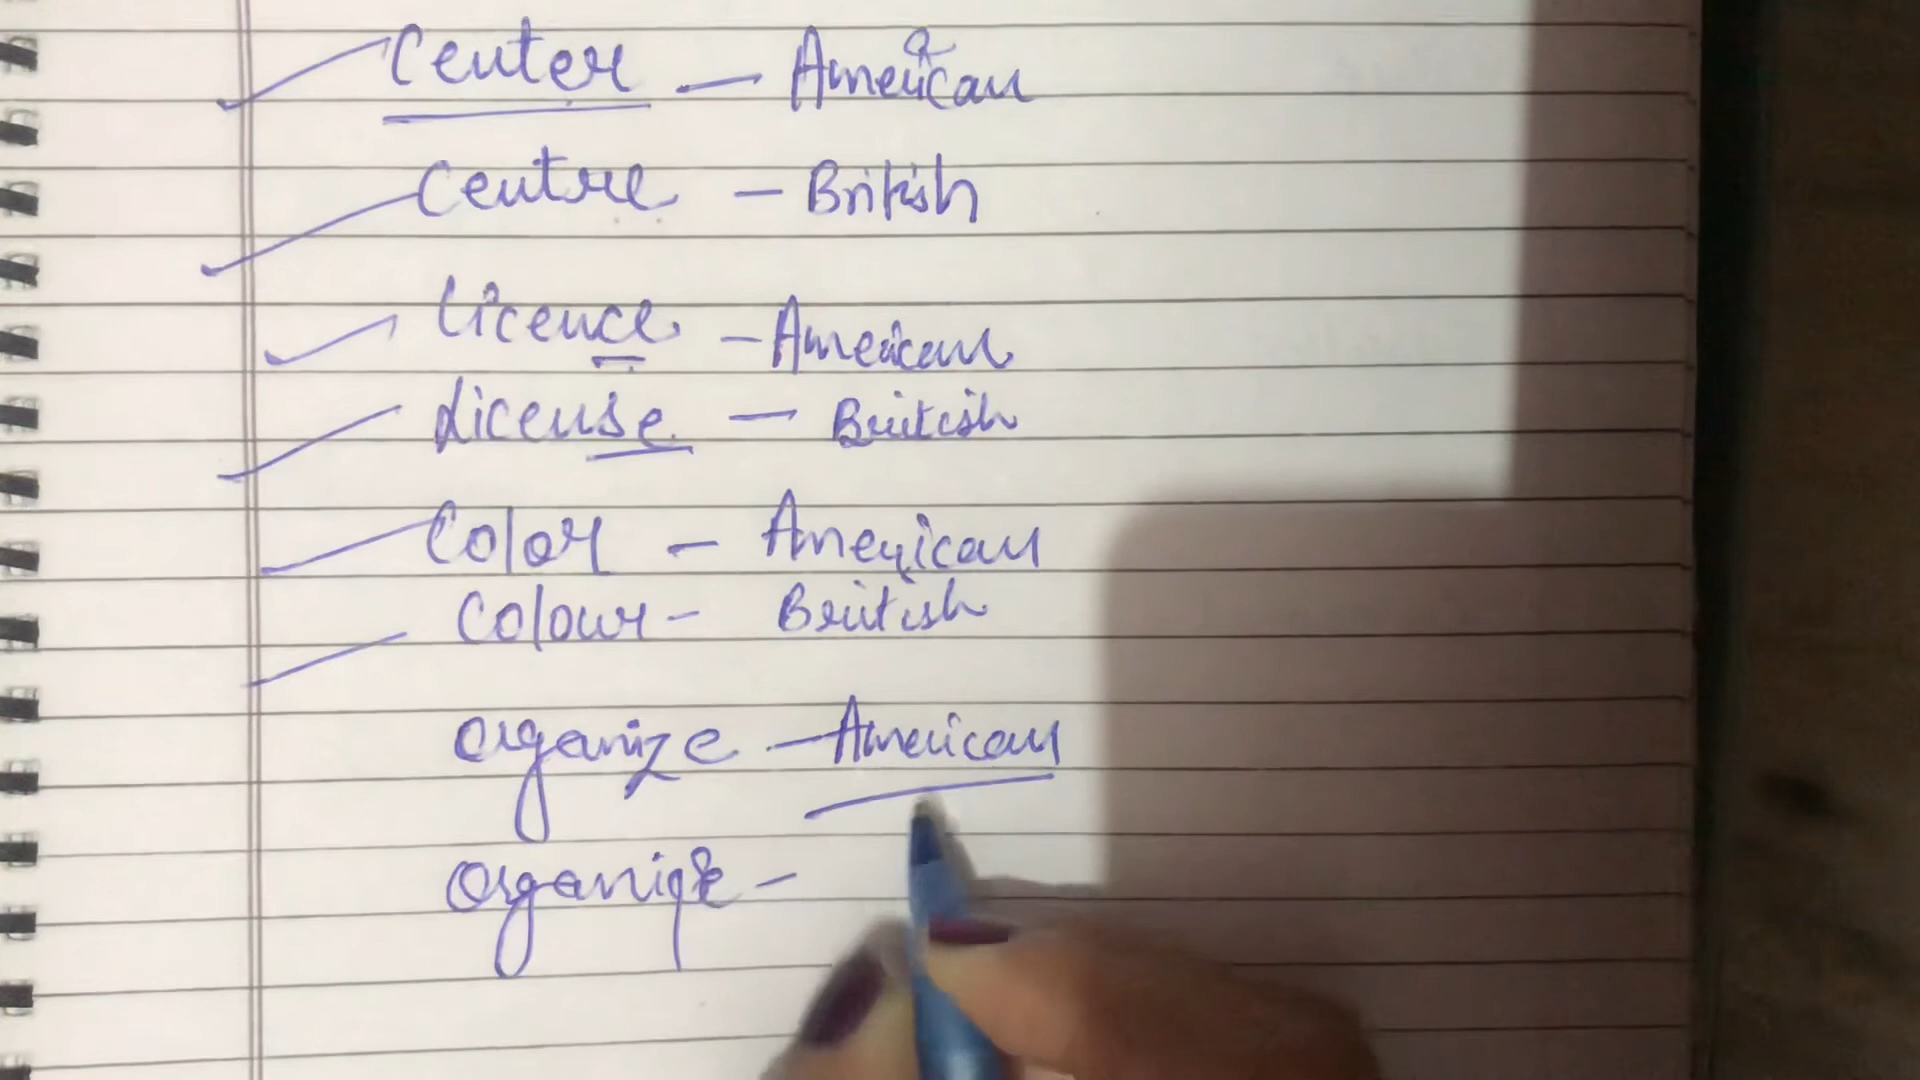 Center — American
Centre — British
Licence — American
License — British
Color — American
Colour - British
Organize — American